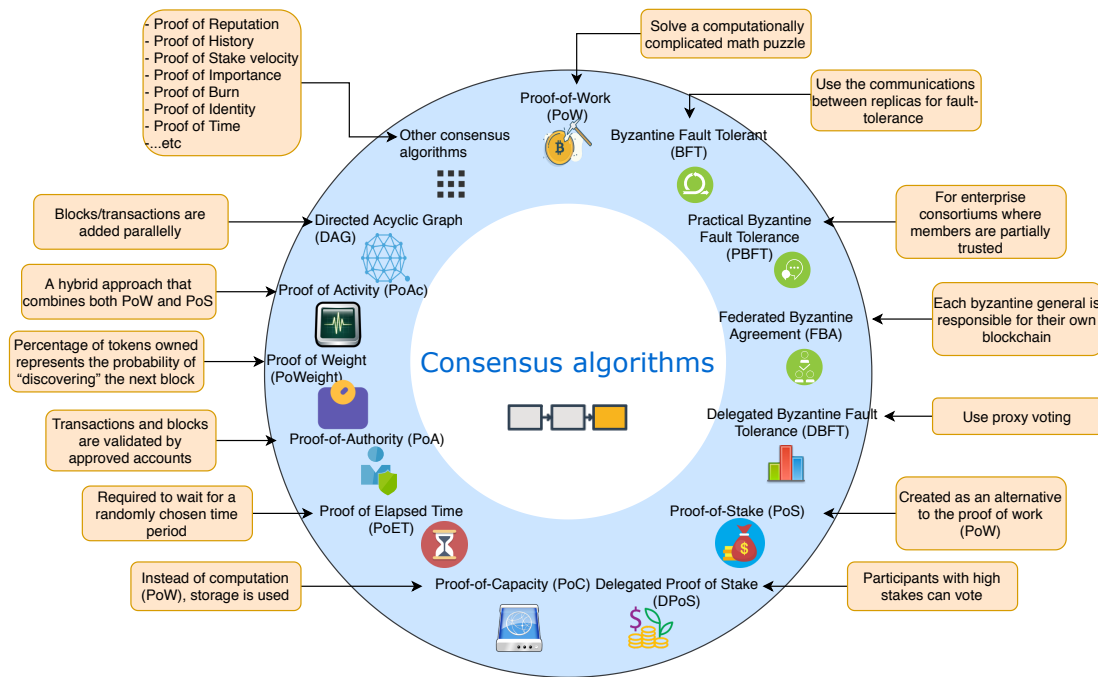 - Proof of Reputation
- Proof of History
- Proof of Stake velocity
- Proof of Importance
- Proof of Burn
- Proof of Identity
- Proof of Time
-...etc
Solve a computationally
complicated math puzzle
Use the communications
between replicas for fault-
tolerance
Proof-of-Work
(PoW)
Other consensus
algorithms
Byzantine Fault Tolerant
(BFT)
Blocks/transactions are
added parallelly
Directed Acyclic Graph
(DAG)
Practical Byzantine
Fault Tolerance
(PBFT)
For enterprise
consortiums where
members are partially
trusted
A hybrid approach that
combines both PoW and PoS
Proof of Activity (PoAc)
Federated Byzantine
Agreement (FBA)
Each byzantine general is
responsible for their own
blockchain
Percentage of tokens owned
represents the probability of
“discovering” the next block
Proof of Weight
(PoWeight)
Consensus algorithms
Transactions and blocks
are validated by
approved accounts
Proof-of-Authority (PoA)
Delegated Byzantine Fault
Tolerance (DBFT)
Use proxy voting
Required to wait for a
randomly chosen time
period
Proof of Elapsed Time
(PoET)
Proof-of-Stake (PoS)
$
Created as an alternative
to the proof of work
(PoW)
Instead of computation
(PoW), storage is used
Proof-of-Capacity (PoC)
Delegated Proof of Stake
(DPoS)
$
Participants with high
stakes can vote